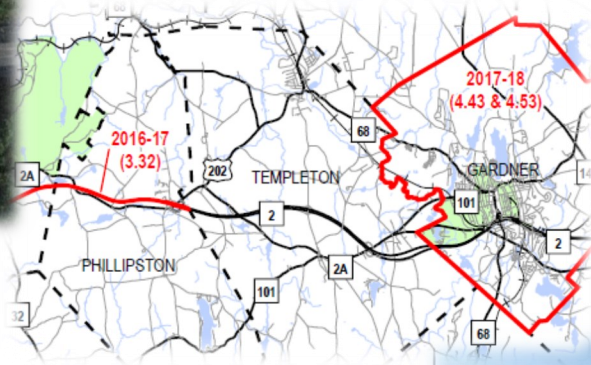 68
2017-18
(4.43 & 4.53)
2016-17
(3.32)
68
2A
202
TEMPLETON
GARDNER
101
2
2
PHILLIPSTON
2A
101
32
68